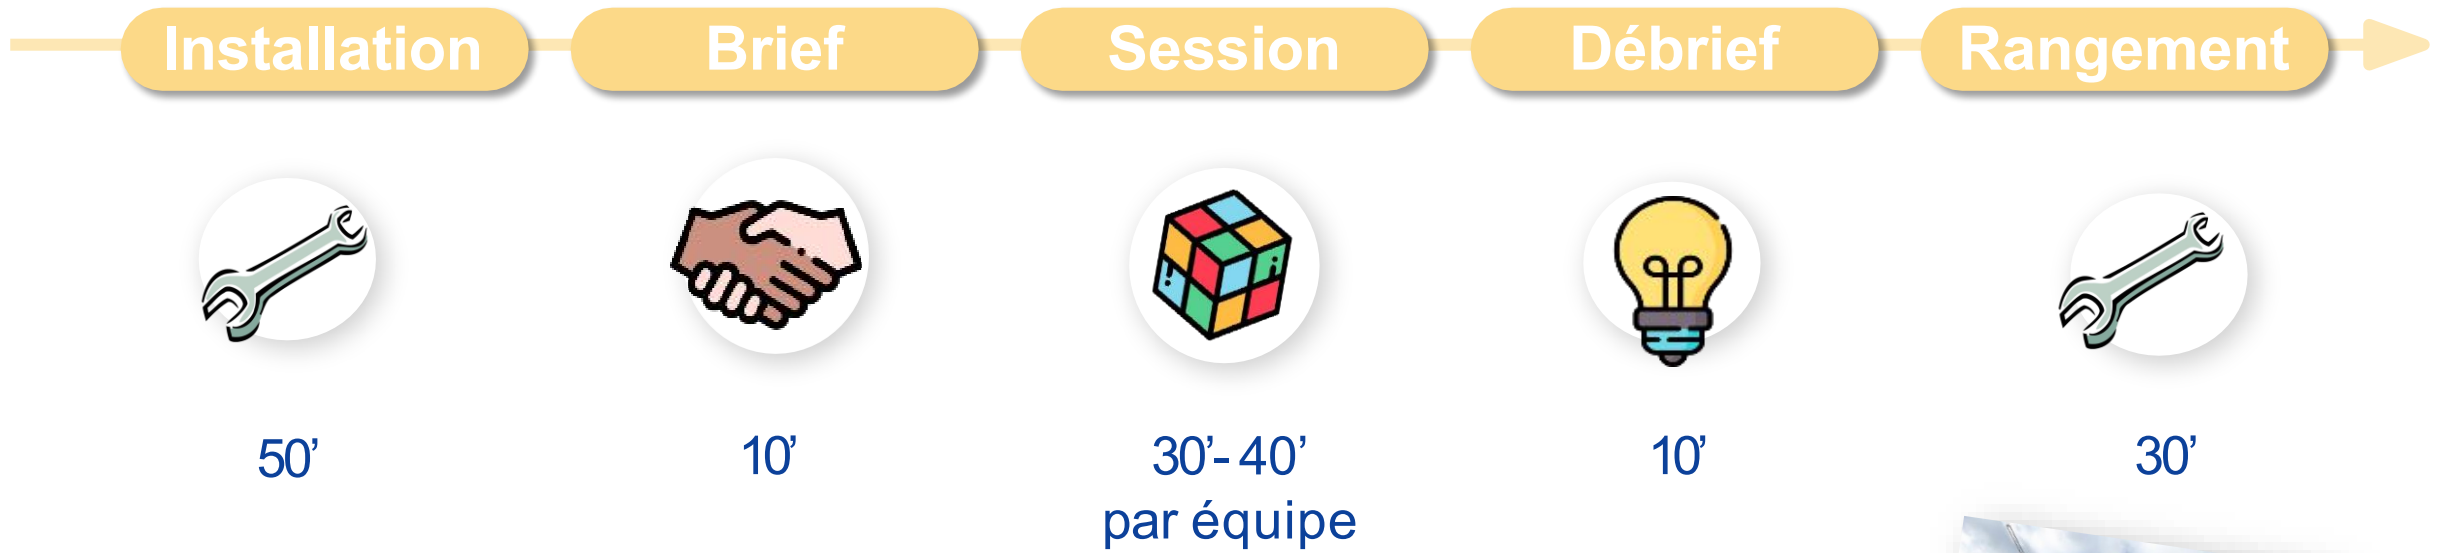 Installation
Brief
Session
Débrief
Rangement
50’
10’
30’- 40’
par équipe
10’
30’